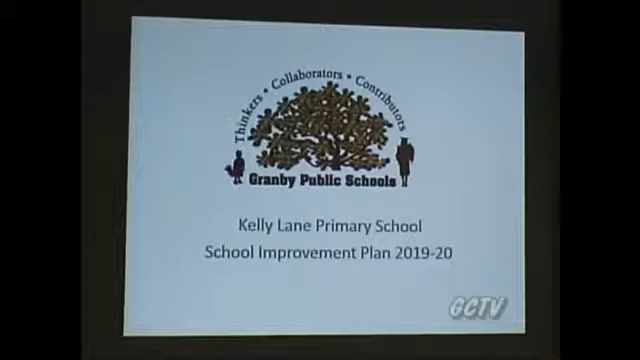 Thinkers • Collaborators • Contributors
Granby Public Schools
Kelly Lane Primary School
School Improvement Plan 2019-20
GCTV